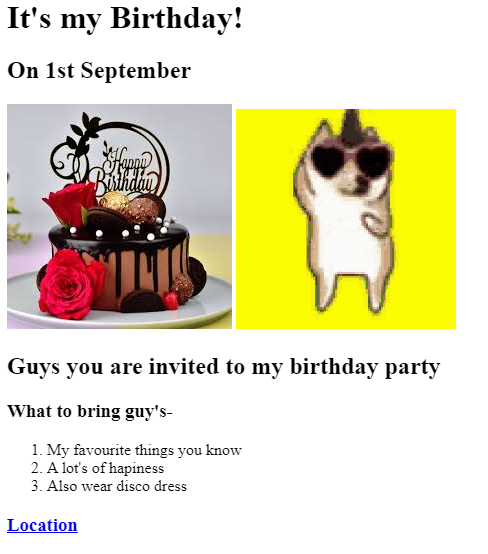 It's my Birthday!
On 1st September
Happy
Birthday
Guys you are invited to my birthday party
What to bring guy's-
1. My favourite things you know
2. A lot's of hapiness
3. Also wear disco dress
Location